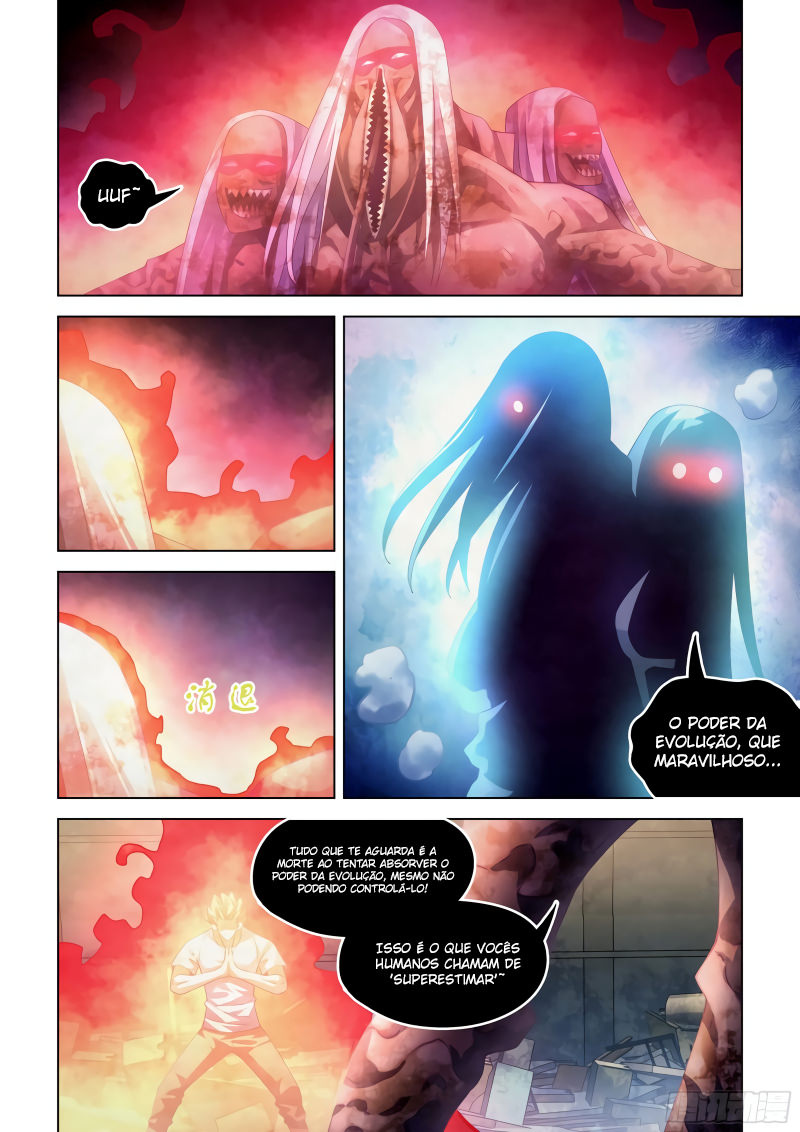 UUF~
消退
O PODER DA
EVOLUÇÃO, QUE
MARAVILHOSO...
TUDO QUE TE AGUARDA É A
MORTE AO TENTAR ABSORVER O
PODER DA EVOLUÇÃO, MESMO NÃO
PODENDO CONTROLÁ-LO!
ISSO É O QUE VOCÊS
HUMANOS CHAMAM DE
'SUPERESTIMAR'~